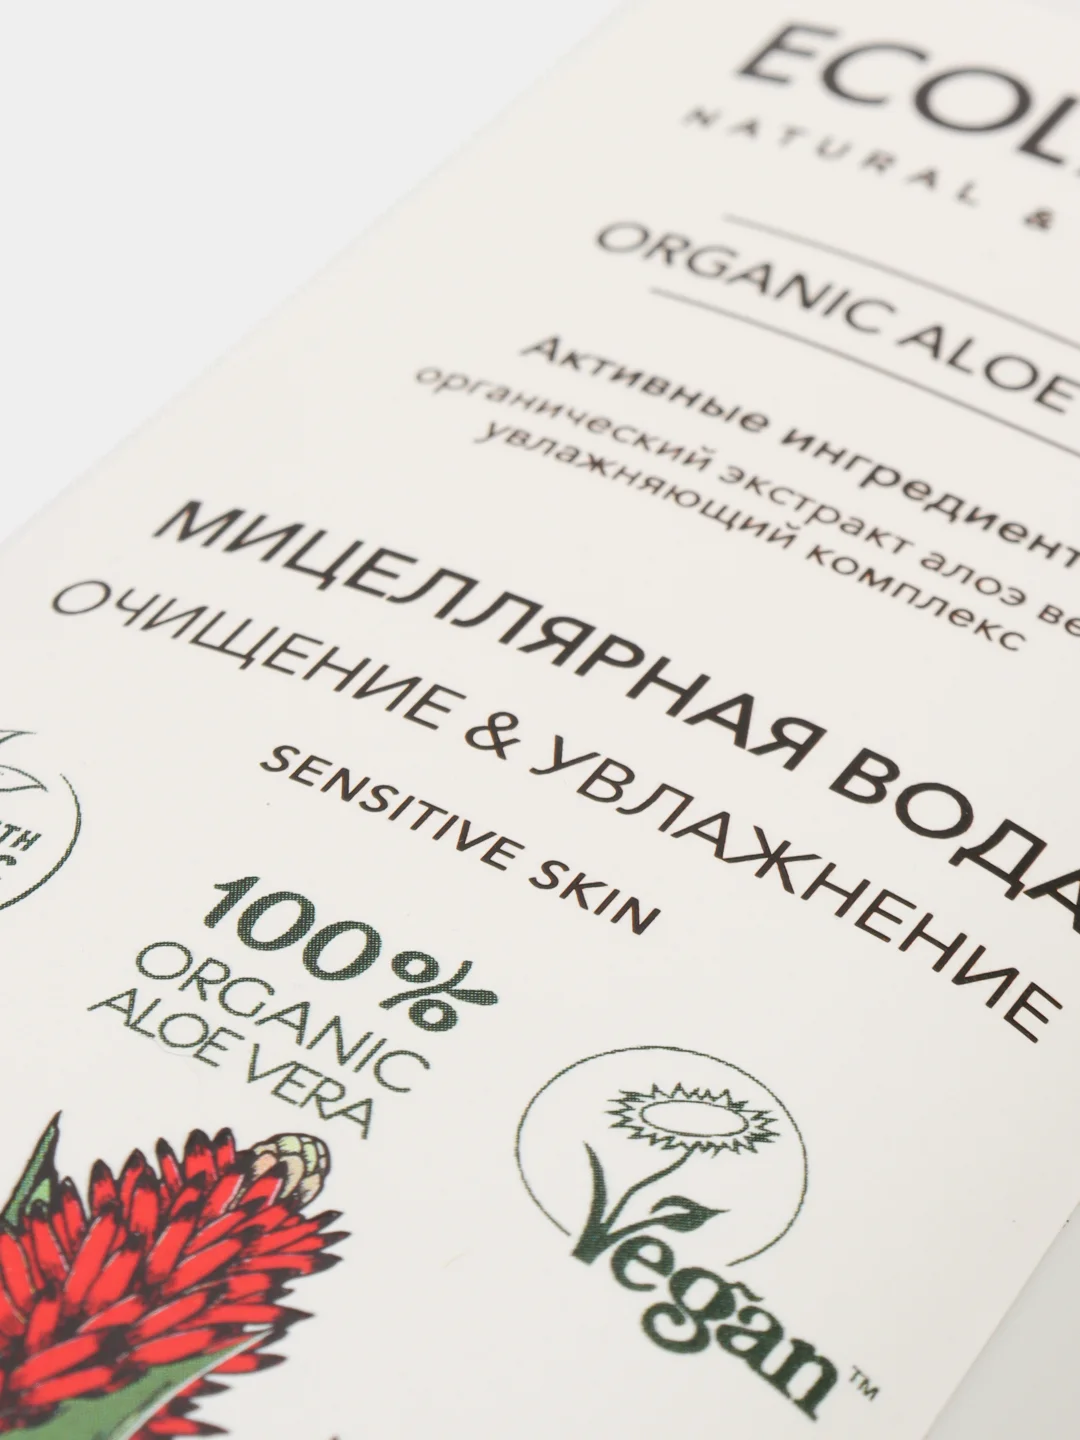 ECOL
NATURAL &
ORGANIC ALOE
Активные ингредиент
органический экстракт алоэ ве
увлажняющий комплекс
МИЦЕЛЛЯРНАЯ ВОДА
ОЧИЩЕНИЕ & УВЛАЖНЕНИЕ
SENSITIVE SKIN
100%
ORGANIC
ALOE VERA
Vegan™